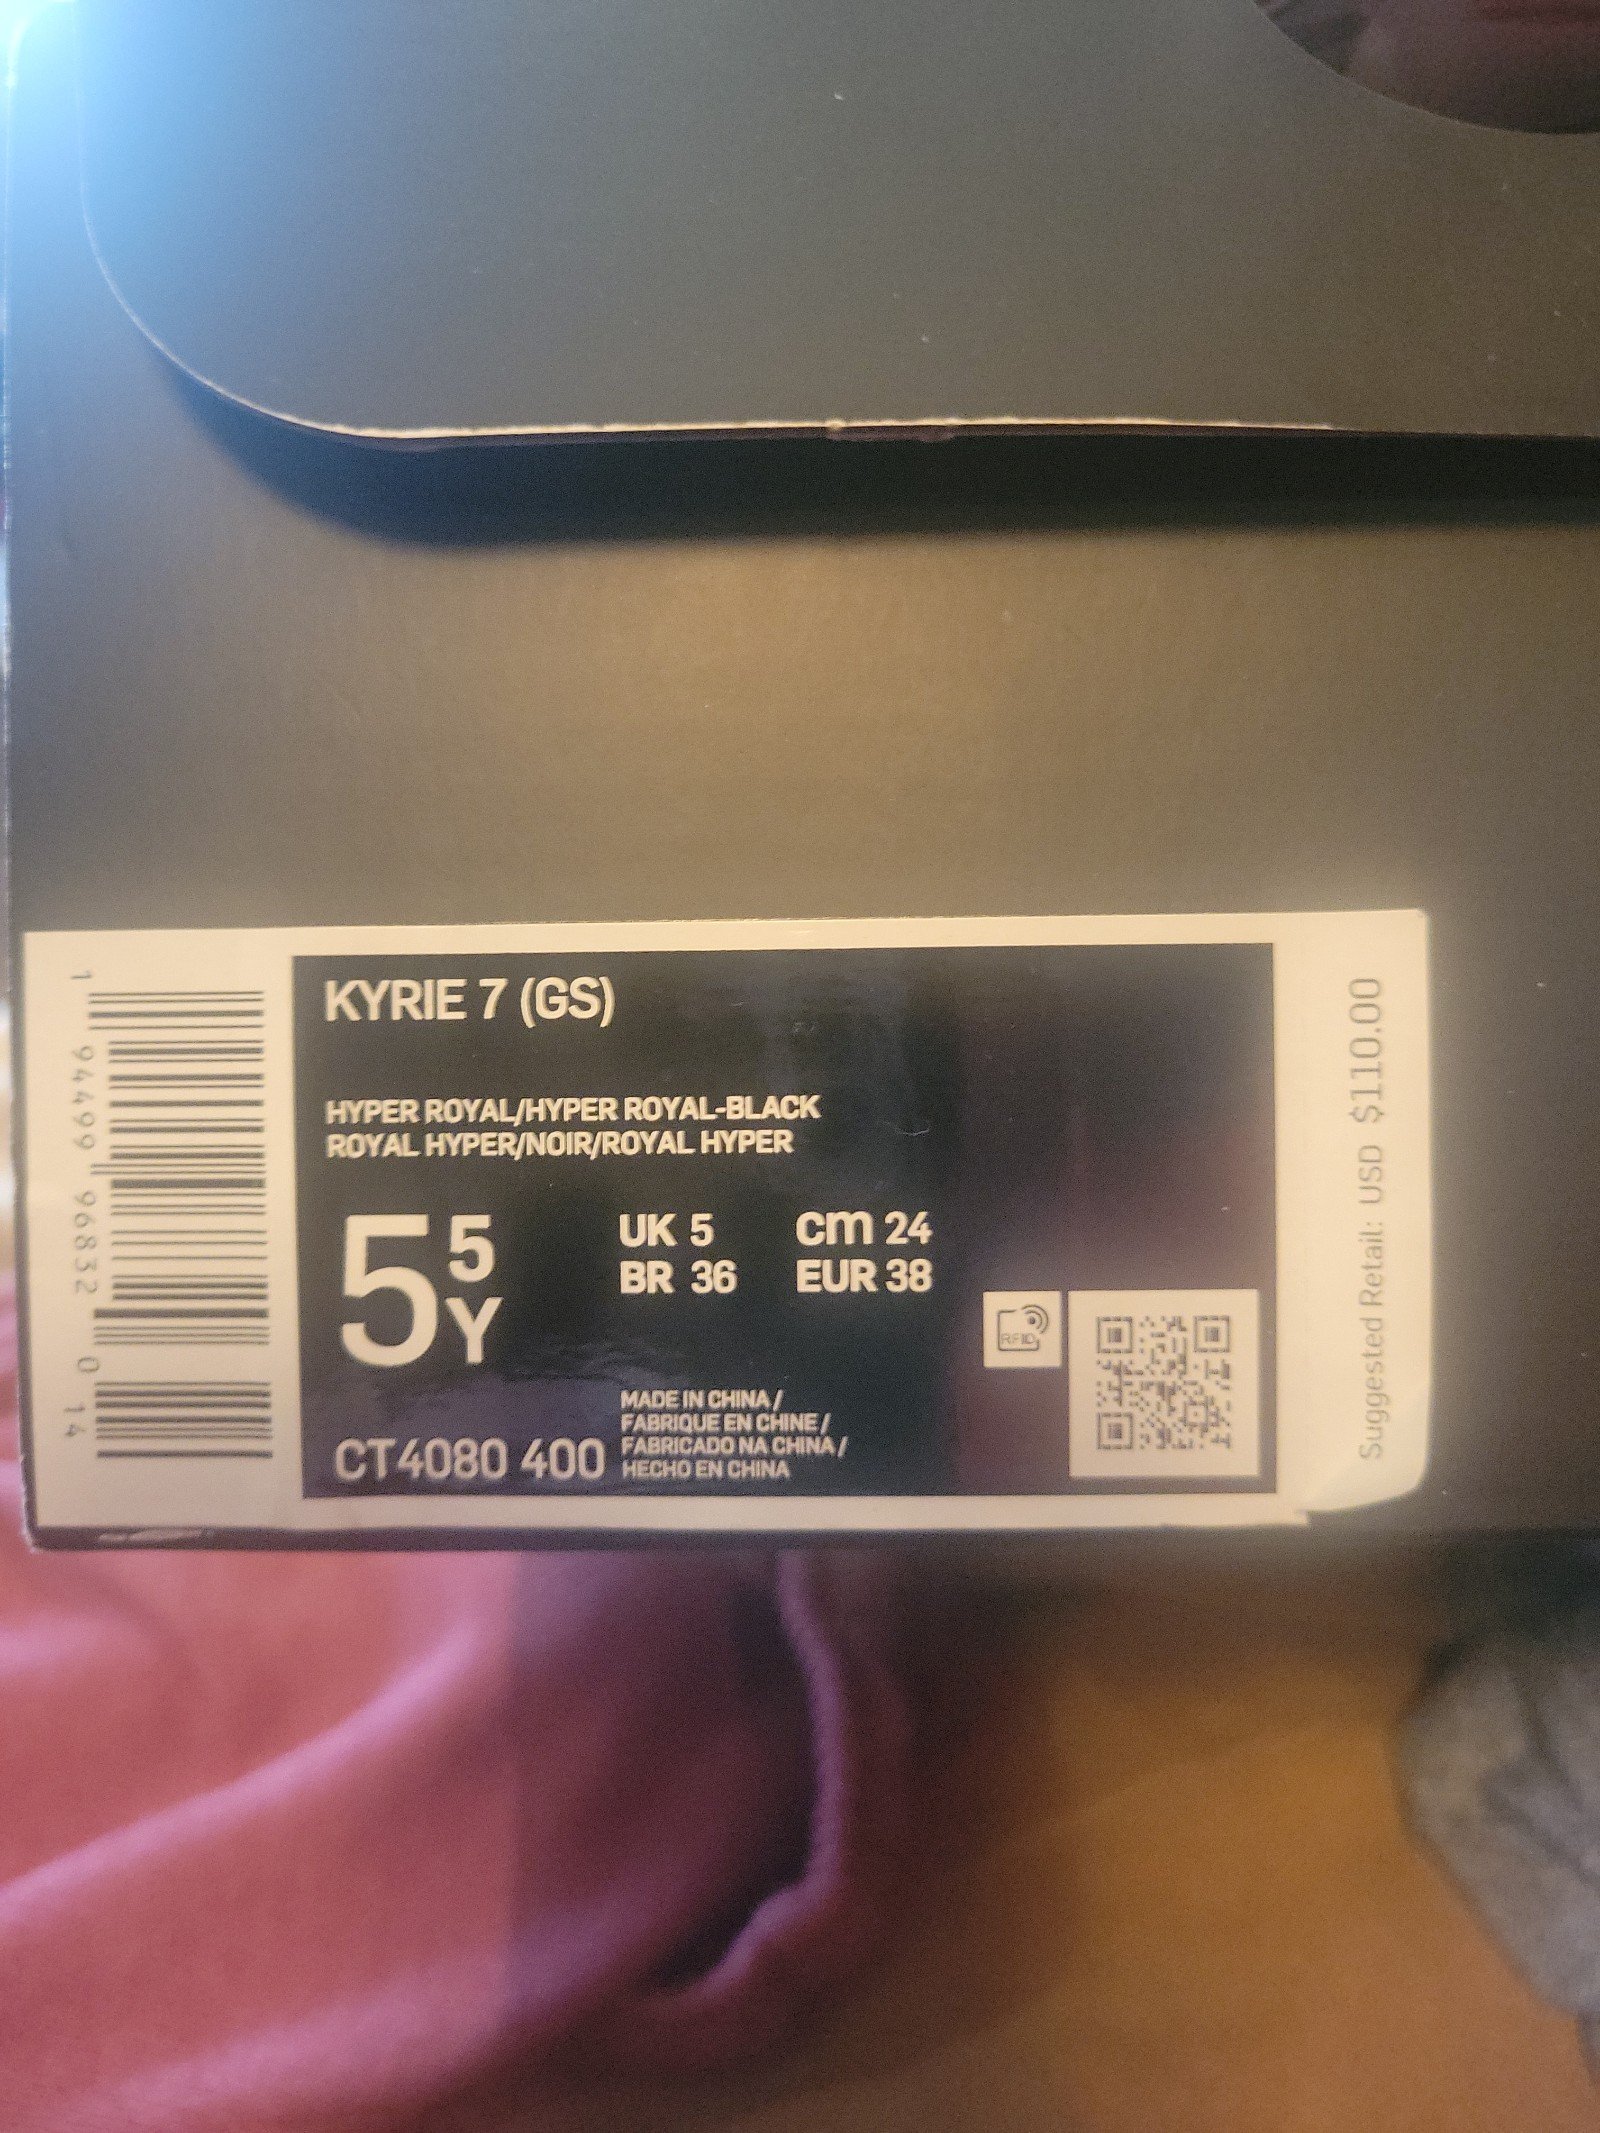 KYRIE 7 (GS)
HYPER ROYAL/HYPER ROYAL-BLACK
ROYAL HYPER/NOIR/ROYAL HYPER
5 5Y
UK 5 cm 24
BR 36 EUR 38
MADE IN CHINA /
FABRIQUE EN CHINE /
FABRICADO NA CHINA /
HECHO EN CHINA
CT4080 400
RFID
1 94499 96832 0 14
Suggested Retail: USD $110.00